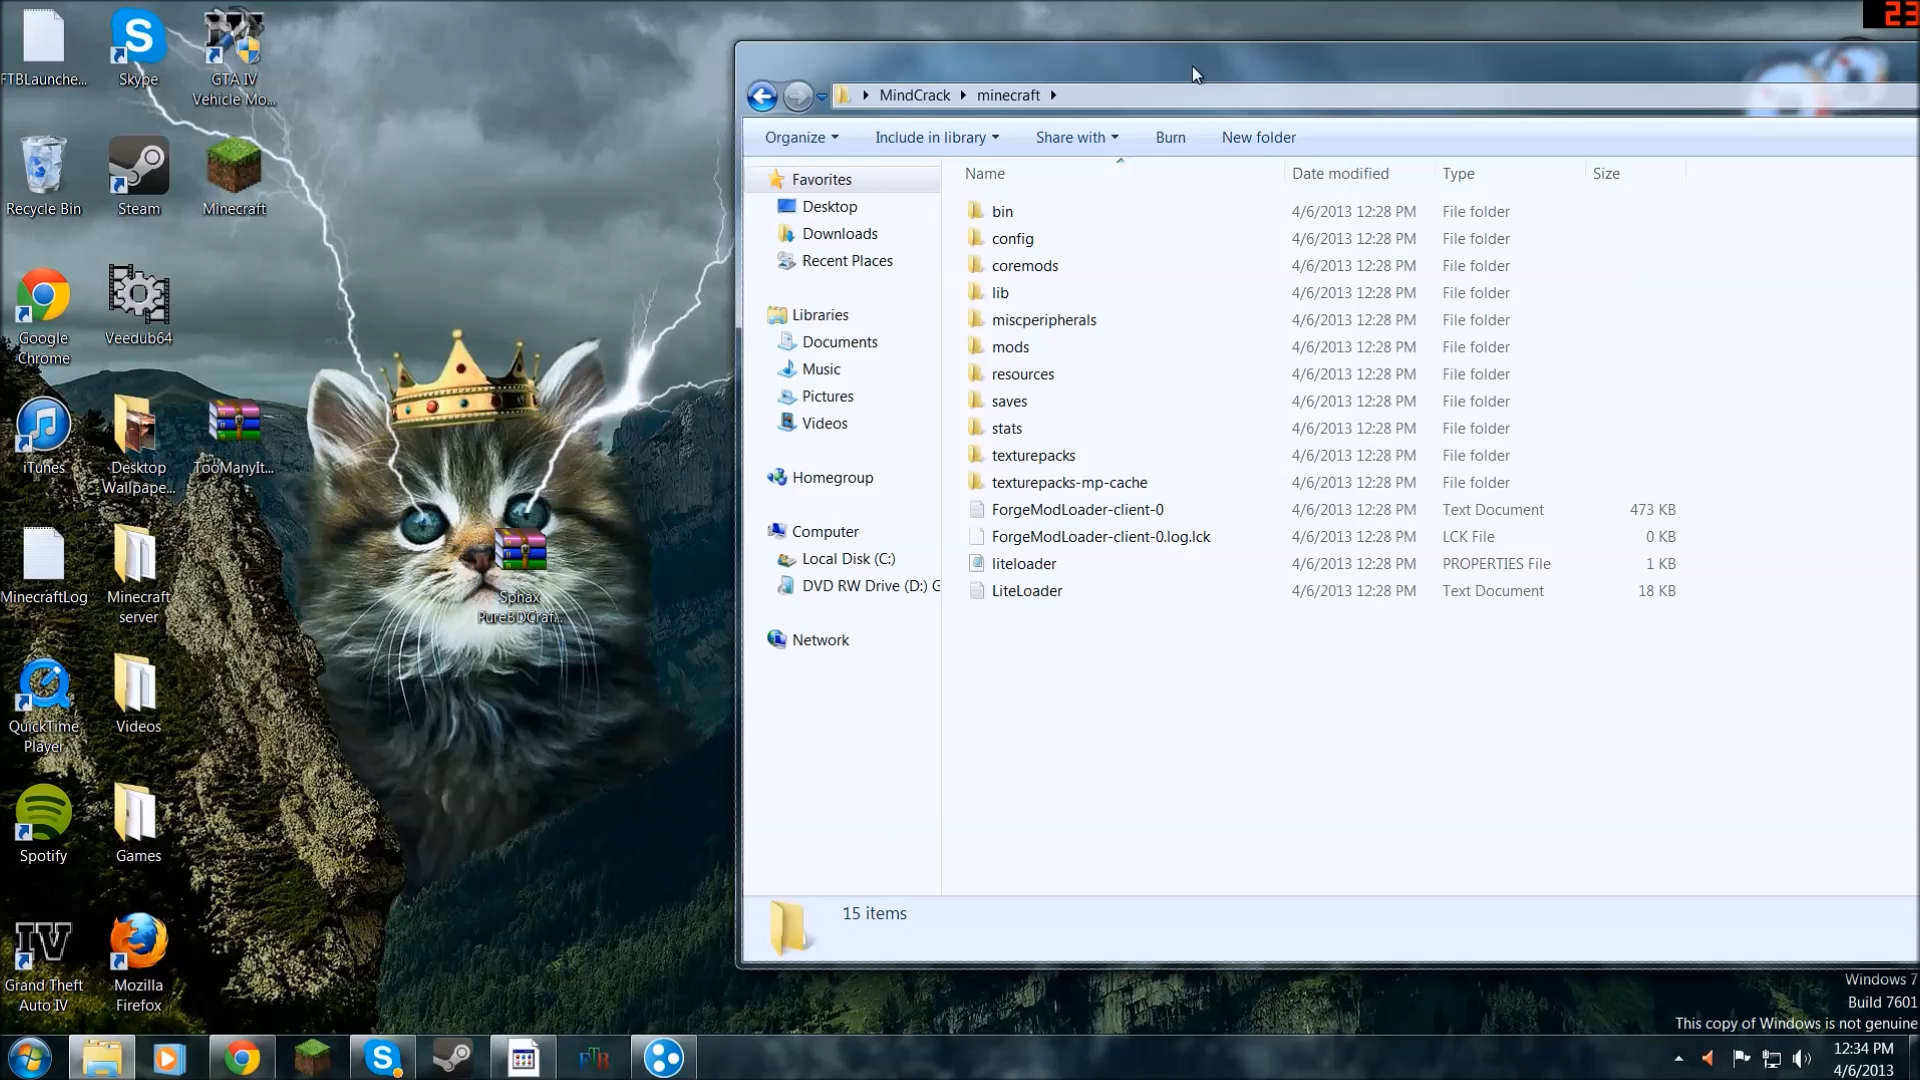 23
FTBLaunche...
Skype
GTA IV
Vehicle Mo...
Recycle Bin
Steam
Minecraft
Google
Chrome
Veedub64
iTunes
Desktop
Wallpape...
TooManyIt...
MinecraftLog
Minecraft
server
Sphax
PureBDCraf...
QuickTime
Player
Videos
Spotify
Games
IV
Grand Theft
Auto IV
Mozilla
Firefox
MindCrack
minecraft
Organize
Include in library
Share with
Burn
New folder
Favorites
Desktop
Downloads
Recent Places
Libraries
Documents
Music
Pictures
Videos
Homegroup
Computer
Local Disk (C:)
DVD RW Drive (D:) G
Network
Name Date modified Type Size
bin 4/6/2013 12:28 PM File folder
config 4/6/2013 12:28 PM File folder
coremods 4/6/2013 12:28 PM File folder
lib 4/6/2013 12:28 PM File folder
miscperipherals 4/6/2013 12:28 PM File folder
mods 4/6/2013 12:28 PM File folder
resources 4/6/2013 12:28 PM File folder
saves 4/6/2013 12:28 PM File folder
stats 4/6/2013 12:28 PM File folder
texturepacks 4/6/2013 12:28 PM File folder
texturepacks-mp-cache 4/6/2013 12:28 PM File folder
ForgeModLoader-client-0 4/6/2013 12:28 PM Text Document 473 KB
ForgeModLoader-client-0.log.lck 4/6/2013 12:28 PM LCK File 0 KB
liteloader 4/6/2013 12:28 PM PROPERTIES File 1 KB
LiteLoader 4/6/2013 12:28 PM Text Document 18 KB
15 items
Windows 7
Build 7601
This copy of Windows is not genuine
12:34 PM
4/6/2013